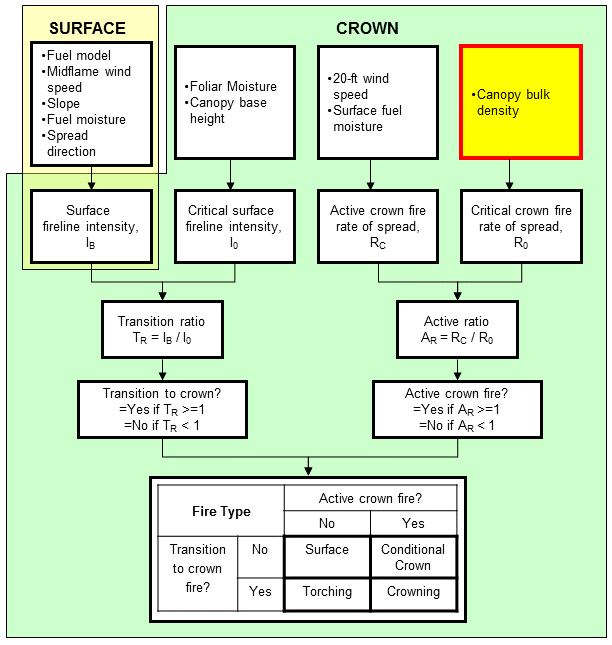 SURFACE
CROWN
•Fuel model
•Midflame wind
speed
•Slope
•Fuel moisture
•Spread
direction
•Foliar Moisture
•Canopy base
height
•20-ft wind
speed
•Surface fuel
moisture
•Canopy bulk
density
Surface
fireline intensity,
I_B
Critical surface
fireline intensity,
I_0
Active crown fire
rate of spread,
R_C
Critical crown fire
rate of spread,
R_0
Transition ratio
T_R = I_B / I_0
Active ratio
A_R = R_C / R_0
Transition to crown?
=Yes if T_R >=1
=No if T_R < 1
Active crown fire?
=Yes if A_R >=1
=No if A_R < 1
Fire Type
Active crown fire?
No
Yes
Transition
to crown
fire?
No
Surface
Conditional
Crown
Yes
Torching
Crowning